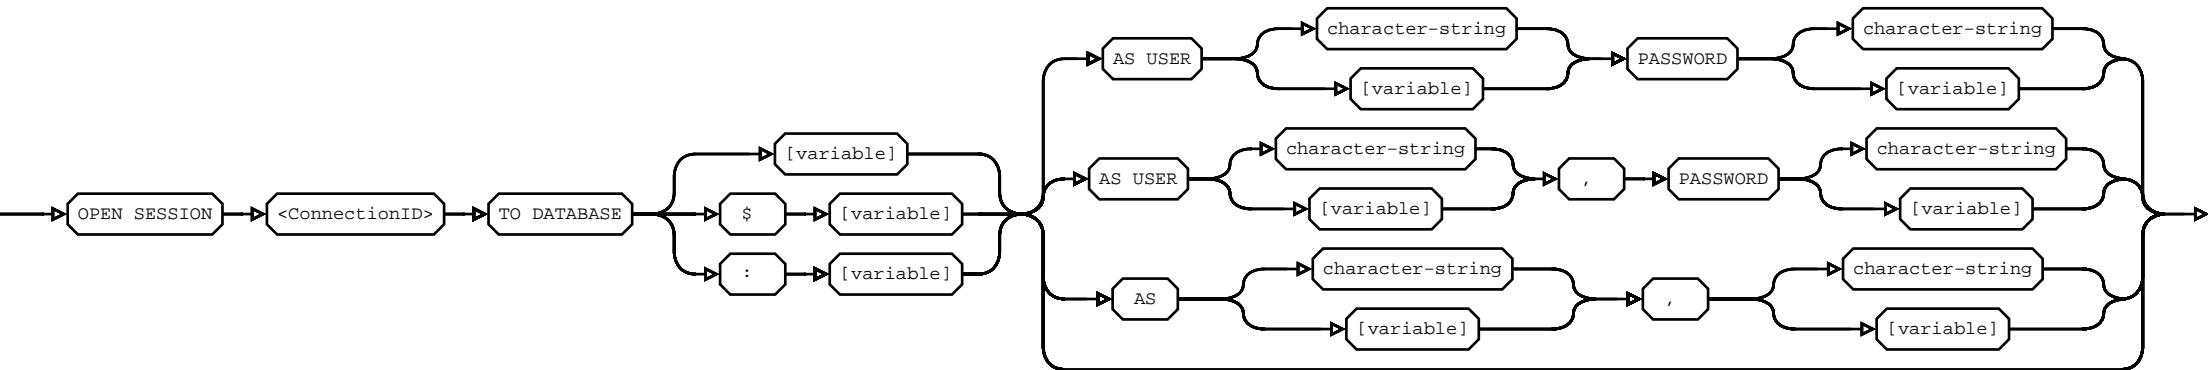 character-string character-string
AS USER PASSWORD
[variable] [variable]
character-string character-string
[variable]
AS USER , PASSWORD
[variable] [variable]
OPEN SESSION <ConnectionID> TO DATABASE $ [variable]
character-string character-string
: [variable]
AS ,
[variable] [variable]